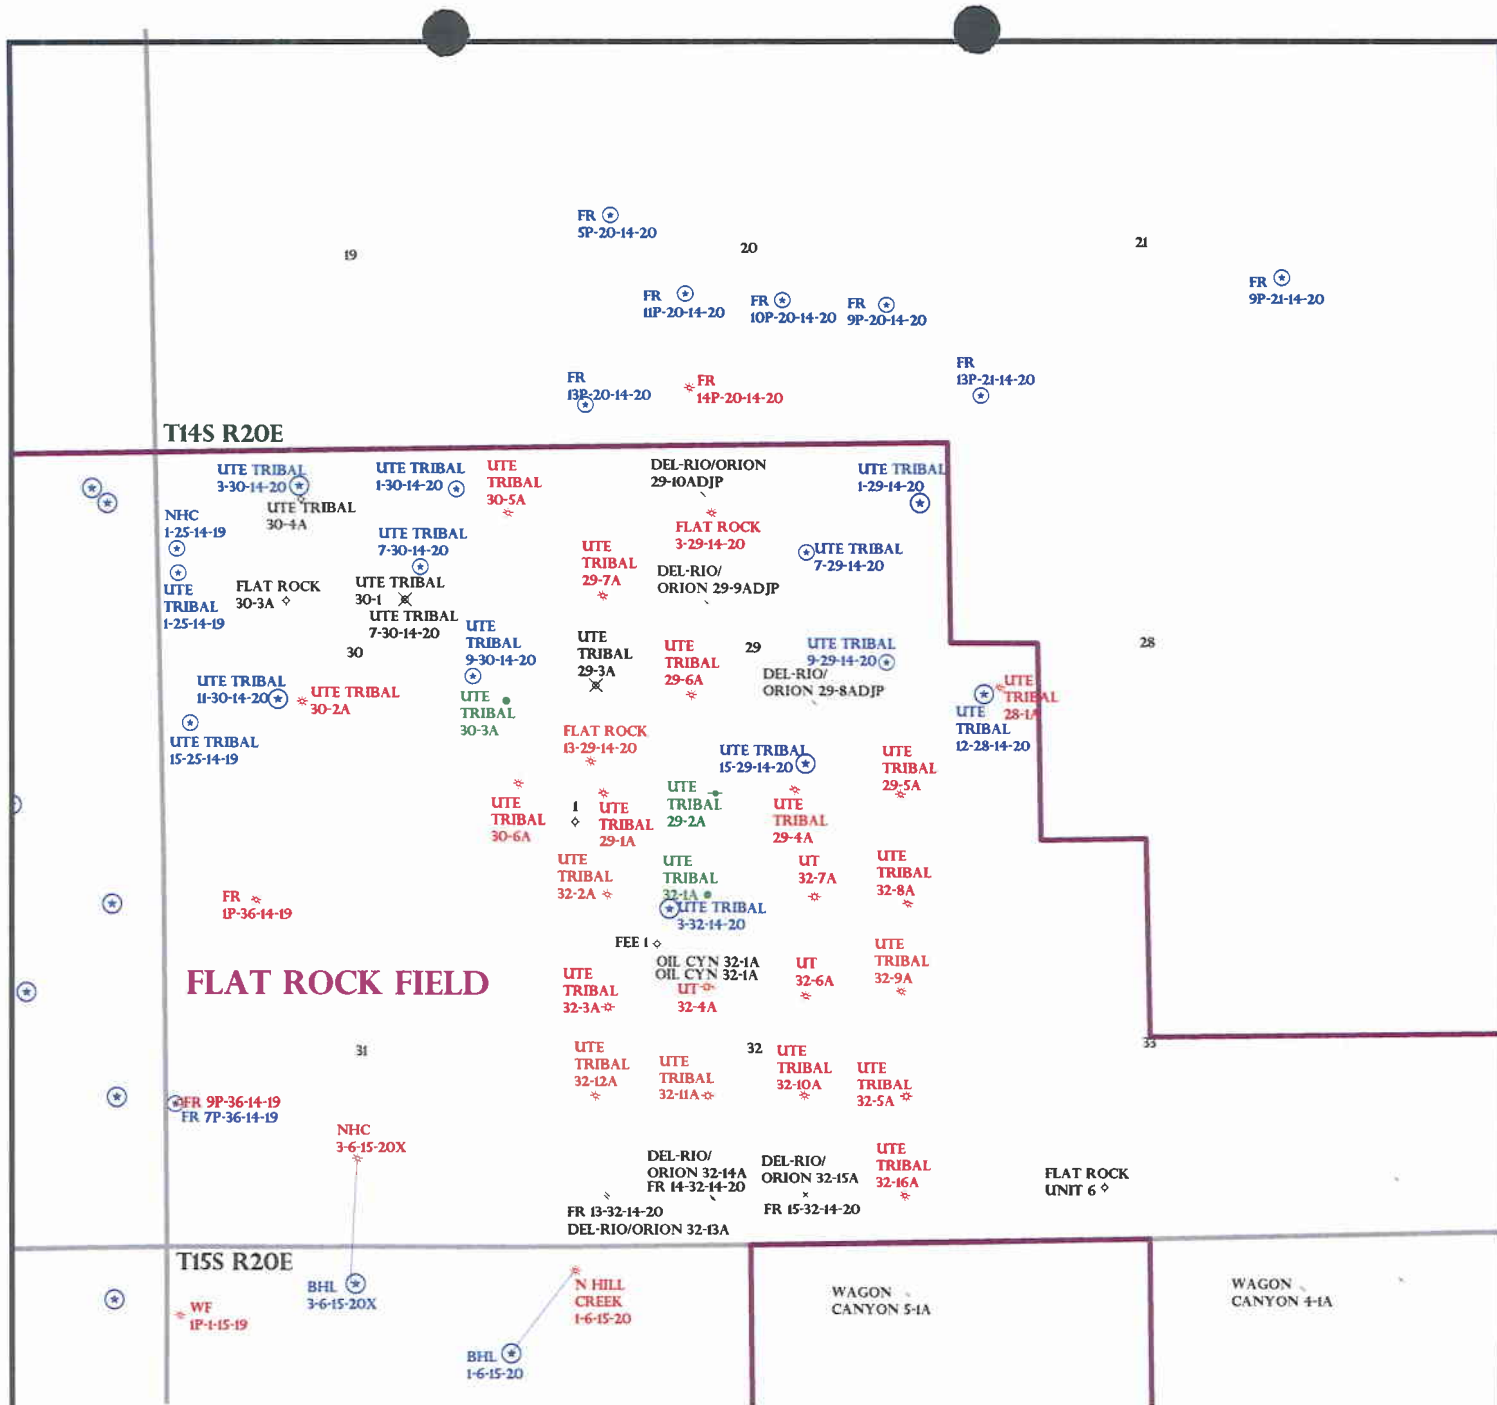 FR
5P-20-14-20
19
20
21
FR
11P-20-14-20
FR
10P-20-14-20
FR
9P-20-14-20
FR
9P-21-14-20
FR
13P-20-14-20
FR
14P-20-14-20
FR
13P-21-14-20
T14S R20E
UTE TRIBAL
3-30-14-20
UTE TRIBAL
30-4A
UTE TRIBAL
1-30-14-20
UTE
TRIBAL
30-5A
DEL-RIO/ORION
29-10ADJP
UTE TRIBAL
1-29-14-20
NHC
1-25-14-19
UTE TRIBAL
7-30-14-20
FLAT ROCK
3-29-14-20
UTE
TRIBAL
29-7A
UTE TRIBAL
7-29-14-20
UTE
TRIBAL
1-25-14-19
FLAT ROCK
30-3A
UTE TRIBAL
30-1
UTE TRIBAL
7-30-14-20
DEL-RIO/
ORION 29-9ADJP
30
UTE
TRIBAL
9-30-14-20
UTE
TRIBAL
29-3A
UTE
TRIBAL
29-6A
29
UTE TRIBAL
9-29-14-20
28
UTE TRIBAL
11-30-14-20
UTE TRIBAL
30-2A
UTE
TRIBAL
30-3A
DEL-RIO/
ORION 29-8ADJP
UTE
TRIBAL
28-1A
UTE
TRIBAL
12-28-14-20
UTE TRIBAL
15-25-14-19
FLAT ROCK
13-29-14-20
UTE TRIBAL
15-29-14-20
UTE
TRIBAL
29-5A
UTE
TRIBAL
30-6A
1
UTE
TRIBAL
29-1A
UTE
TRIBAL
29-2A
UTE
TRIBAL
29-4A
UTE
TRIBAL
32-2A
UTE
TRIBAL
32-1A
UT
32-7A
UTE
TRIBAL
32-8A
FR
1P-36-14-19
UTE TRIBAL
3-32-14-20
FEE 1
OIL CYN 32-1A
OIL CYN 32-1A
UT
32-4A
UT
32-6A
UTE
TRIBAL
32-9A
FLAT ROCK FIELD
UTE
TRIBAL
32-3A
31
32
33
UTE
TRIBAL
32-12A
UTE
TRIBAL
32-11A
UTE
TRIBAL
32-10A
UTE
TRIBAL
32-5A
FR 9P-36-14-19
FR 7P-36-14-19
NHC
3-6-15-20X
DEL-RIO/
ORION 32-14A
FR 14-32-14-20
DEL-RIO/
ORION 32-15A
FR 15-32-14-20
UTE
TRIBAL
32-16A
FLAT ROCK
UNIT 6
FR 13-32-14-20
DEL-RIO/ORION 32-13A
T15S R20E
BHL
3-6-15-20X
WF
1P-1-15-19
N HILL
CREEK
1-6-15-20
BHL
1-6-15-20
WAGON
CANYON 5-1A
WAGON
CANYON 4-1A